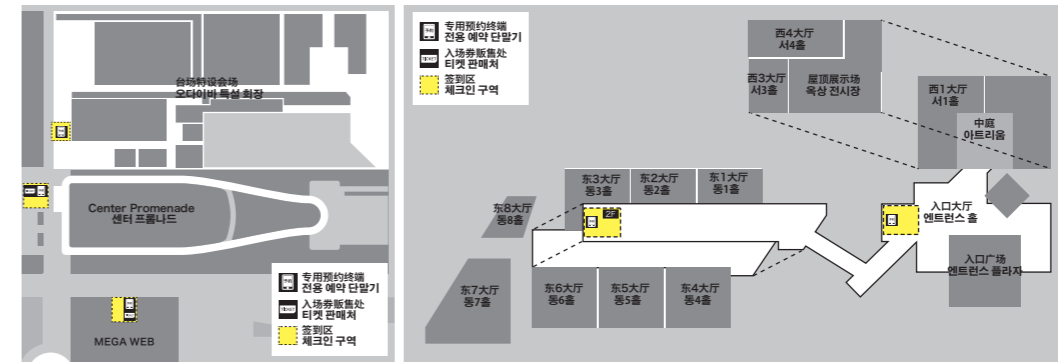 台场特设会场
오다이바 특설 회장
Center Promenade
센터 프롬나드
MEGA WEB
专用预约终端
전용 예약 단말기
入场券贩售处
티켓 판매처
签到区
체크인 구역
专用预约终端
전용 예약 단말기
入场券贩售处
티켓 판매처
签到区
체크인 구역
西4大厅
서4홀
西3大厅
서3홀
屋顶展示场
옥상 전시장
西1大厅
서1홀
中庭
아트리움
东3大厅
동3홀
东2大厅
동2홀
东1大厅
동1홀
东8大厅
동8홀
2F
入口大厅
엔트런스 홀
入口广场
엔트런스 플라자
东7大厅
동7홀
东6大厅
동6홀
东5大厅
동5홀
东4大厅
동4홀